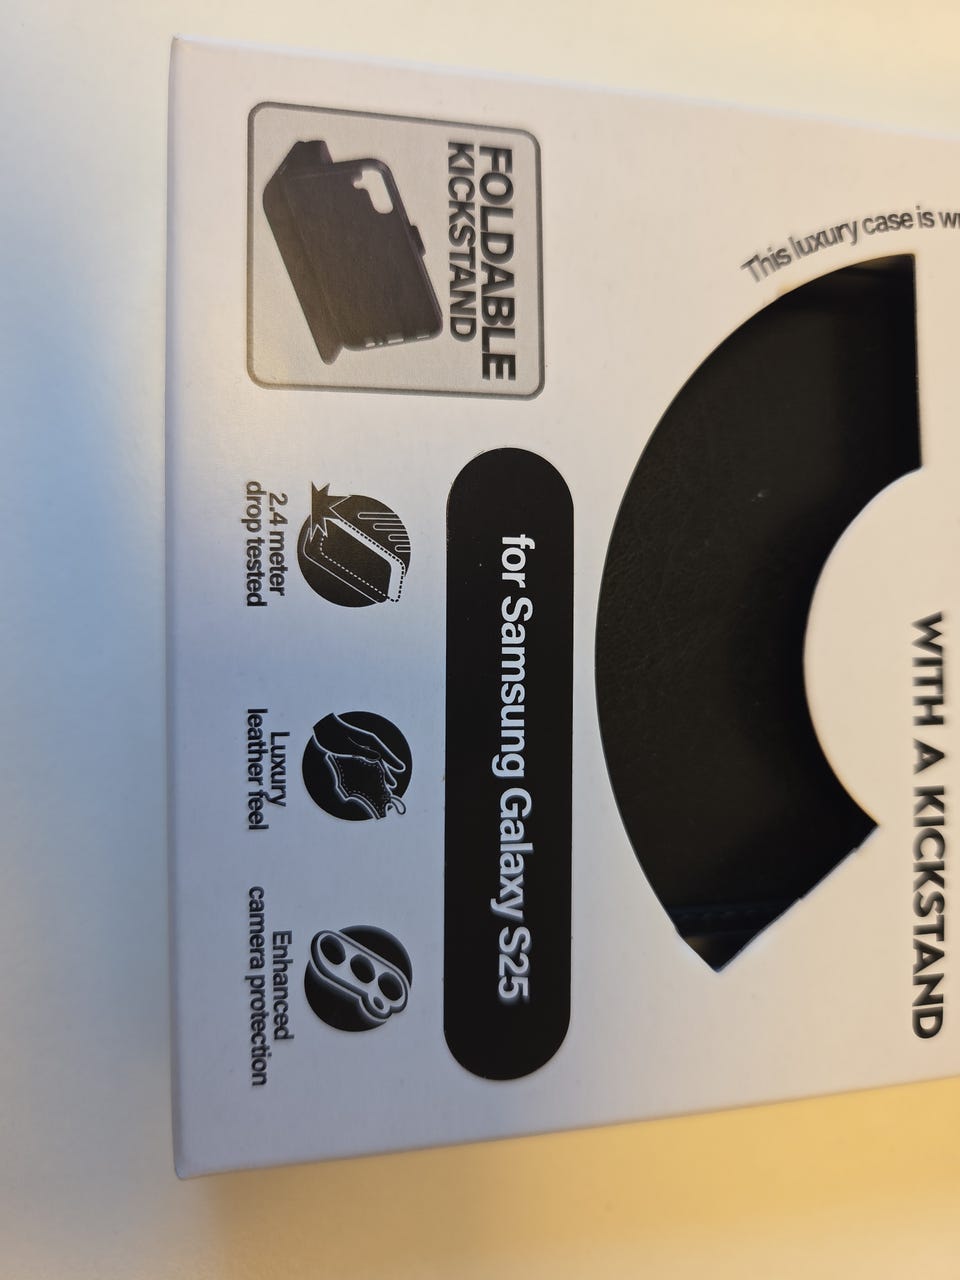 This luxury case is
WITH A KICKSTAND
for Samsung Galaxy S25
FOLDABLE
KICKSTAND
2.4 meter
drop tested
Luxury
leather feel
Enhanced
camera protection